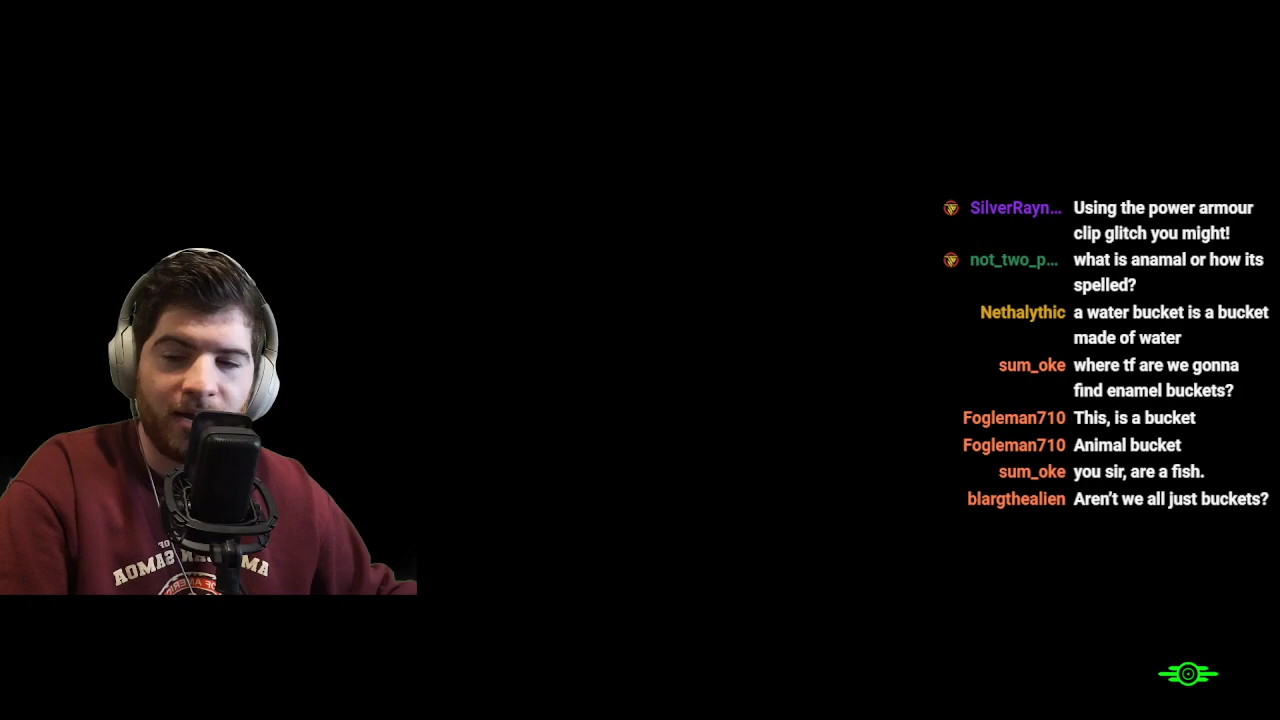 SilverRayn... Using the power armour
clip glitch you might!
not_two_p... what is anamal or how its
spelled?
Nethalythic a water bucket is a bucket
made of water
sum_oke where tf are we gonna
find enamel buckets?
Fogleman710 This, is a bucket
Fogleman710 Animal bucket
sum_oke you sir, are a fish.
blargthealien Aren't we all just buckets?
SAMOA